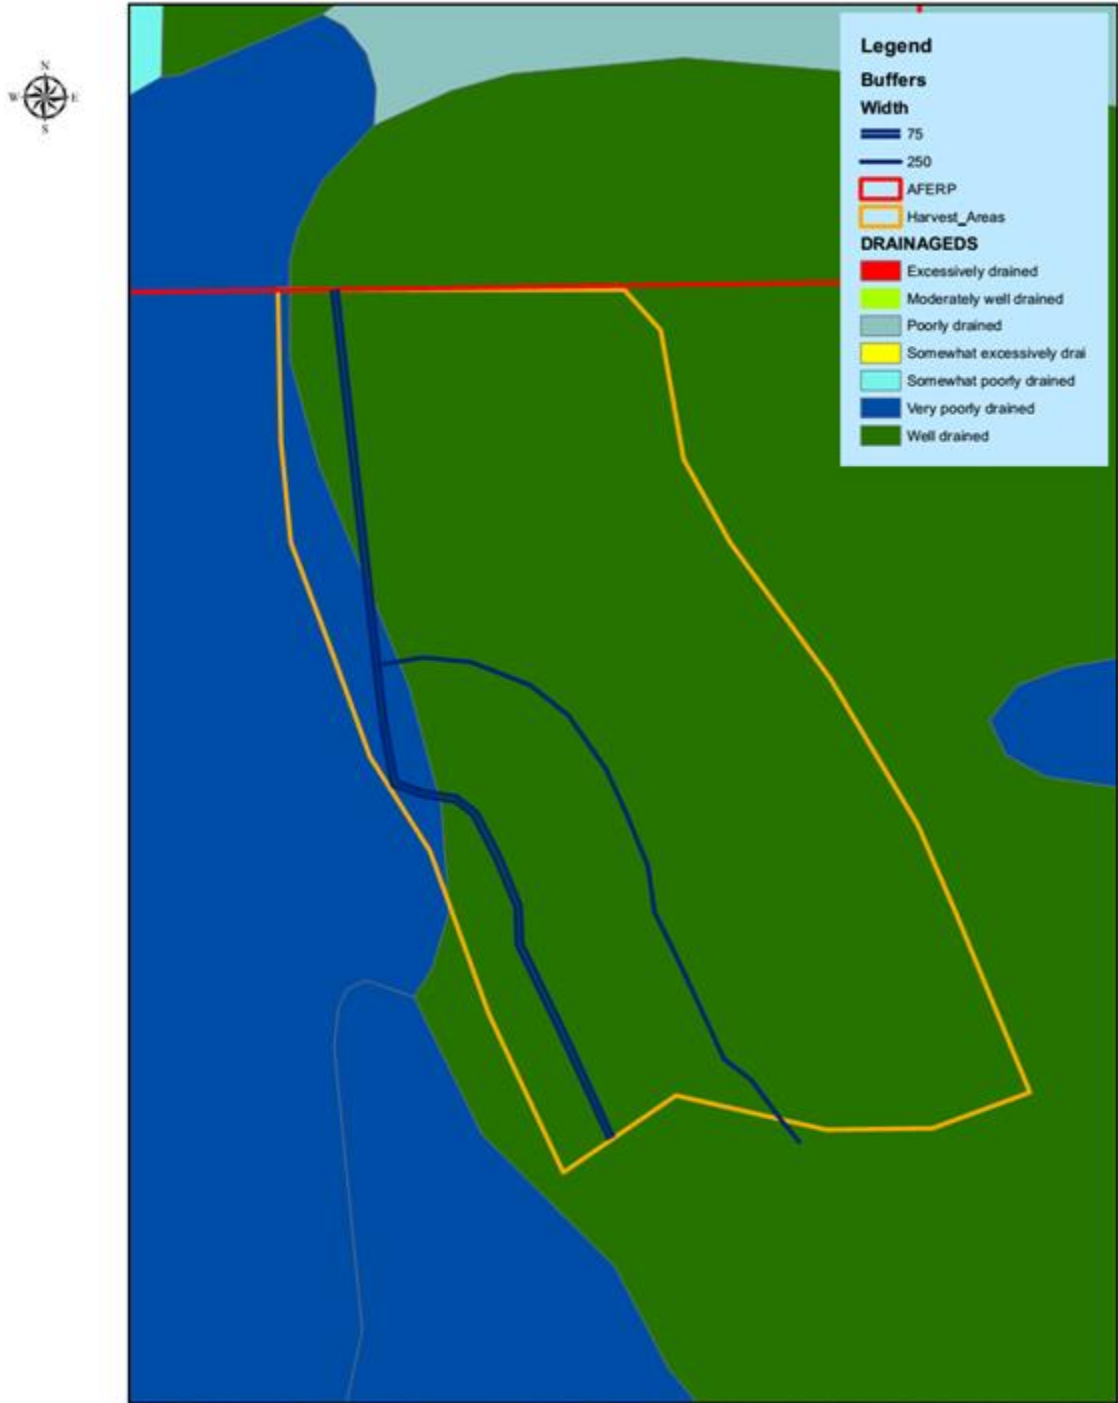 N
W E
S
Legend
Buffers
Width
75
250
AFERP
Harvest_Areas
DRAINAGEDS
Excessively drained
Moderately well drained
Poorly drained
Somewhat excessively drai
Somewhat poorly drained
Very poorly drained
Well drained